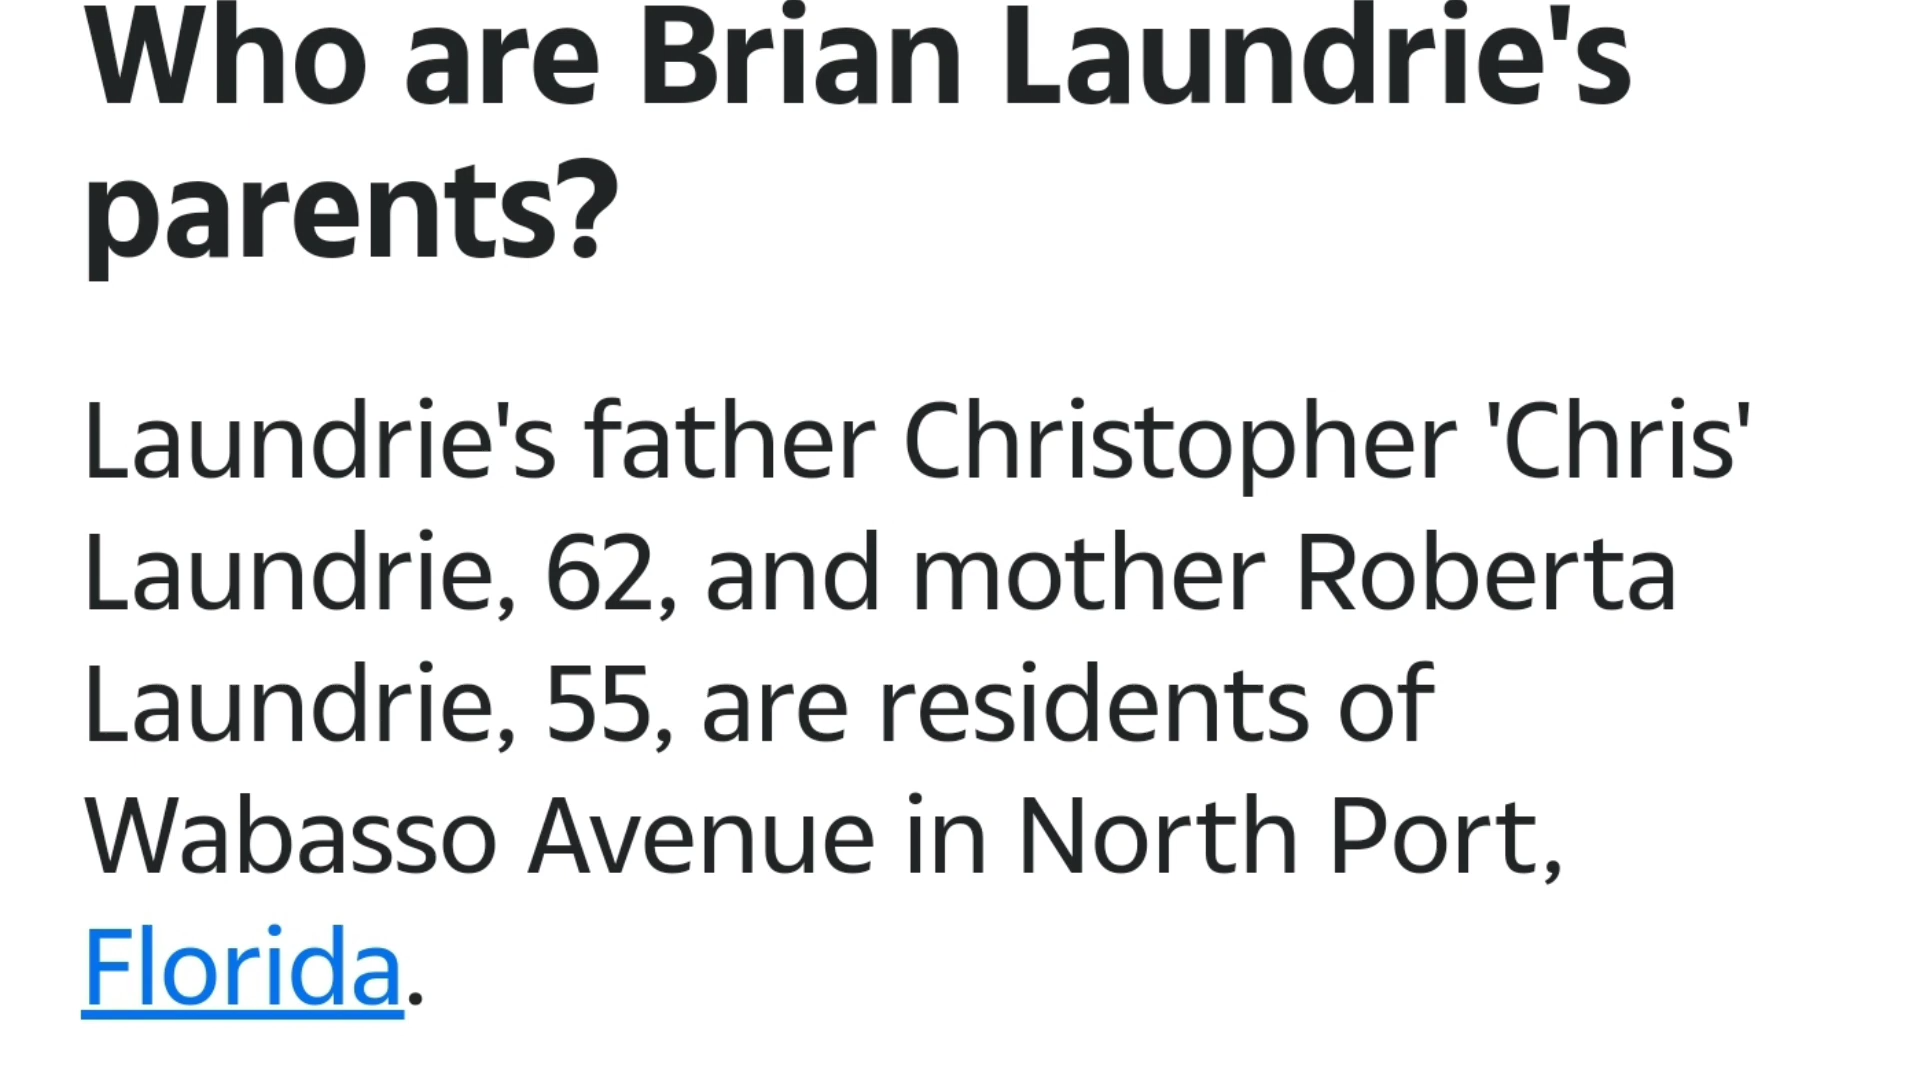 Who are Brian Laundrie's
parents?
Laundrie's father Christopher 'Chris'
Laundrie, 62, and mother Roberta
Laundrie, 55, are residents of
Wabasso Avenue in North Port,
Florida.